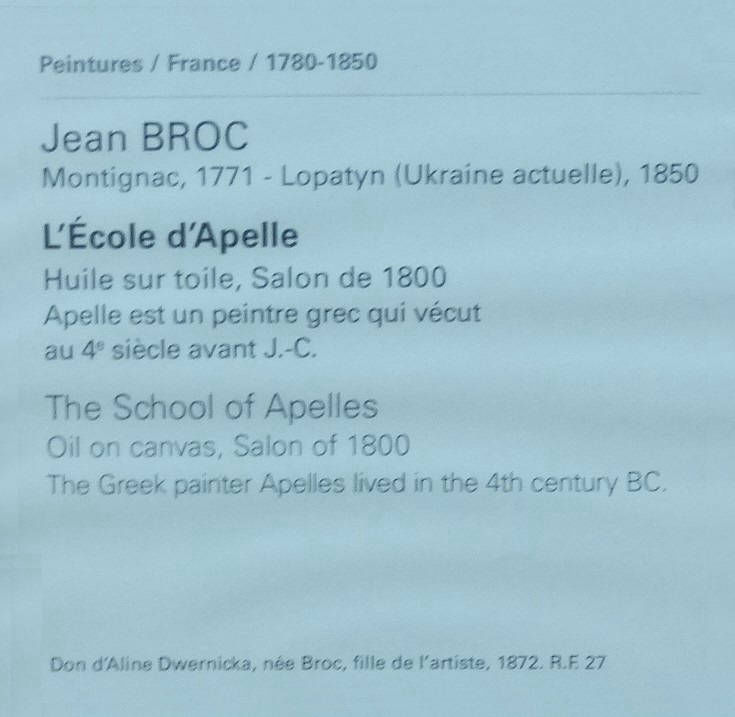 Peintures / France / 1780-1850
Jean BROC
Montignac, 1771 - Lopatyn (Ukraine actuelle), 1850
L'École d'Apelle
Huile sur toile, Salon de 1800
Apelle est un peintre grec qui vécut
au 4e siècle avant J.-C.
The School of Apelles
Oil on canvas, Salon of 1800
The Greek painter Apelles lived in the 4th century BC.
Don d'Aline Dwernicka, née Broc, fille de l'artiste, 1872. R.F. 27